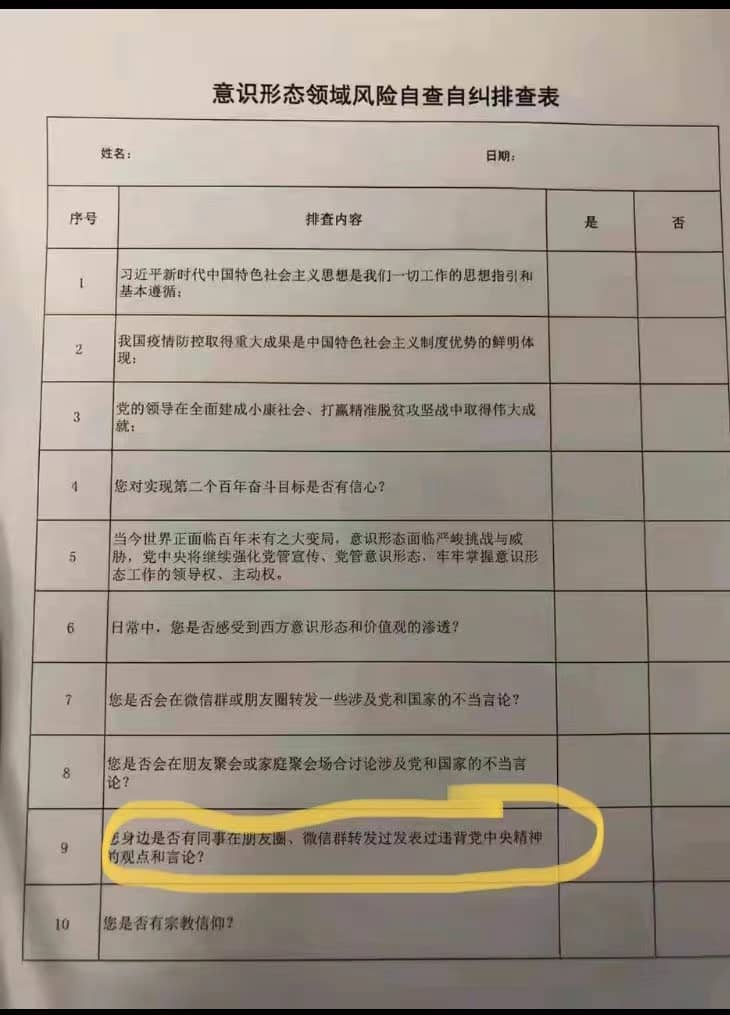 意识形态领域风险自查自纠排查表
姓名： 日期：
序号 排查内容 是 否
1 习近平新时代中国特色社会主义思想是我们一切工作的思想指引和
基本遵循；
2 我国疫情防控取得重大成果是中国特色社会主义制度优势的鲜明体
现；
3 党的领导在全面建成小康社会、打赢精准脱贫攻坚战中取得伟大成
就；
4 您对实现第二个百年奋斗目标是否有信心？
5 当今世界正面临百年未有之大变局，意识形态面临严峻挑战与威
胁，党中央将继续强化党管宣传、党管意识形态，牢牢掌握意识形
态工作的领导权、主动权。
6 日常中，您是否感受到西方意识形态和价值观的渗透？
7 您是否会在微信群或朋友圈转发一些涉及党和国家的不当言论？
8 您是否会在朋友聚会或家庭聚会场合讨论涉及党和国家的不当言
论？
9 您身边是否有同事在朋友圈、微信群转发过发表过违背党中央精神
的观点和言论？
10 您是否有宗教信仰？